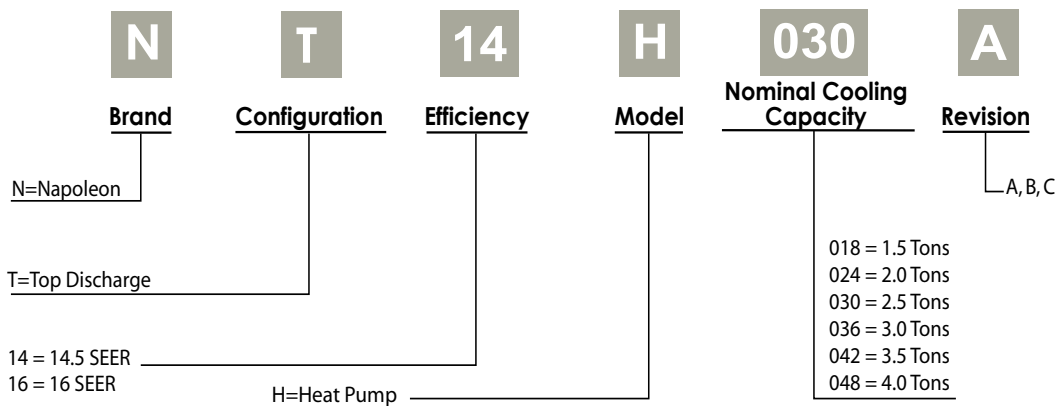 N T 14 H 030 A
Brand Configuration Efficiency Model Nominal Cooling Capacity Revision
N=Napoleon
A, B, C
T=Top Discharge
018 = 1.5 Tons
024 = 2.0 Tons
030 = 2.5 Tons
036 = 3.0 Tons
042 = 3.5 Tons
048 = 4.0 Tons
14 = 14.5 SEER
16 = 16 SEER
H=Heat Pump